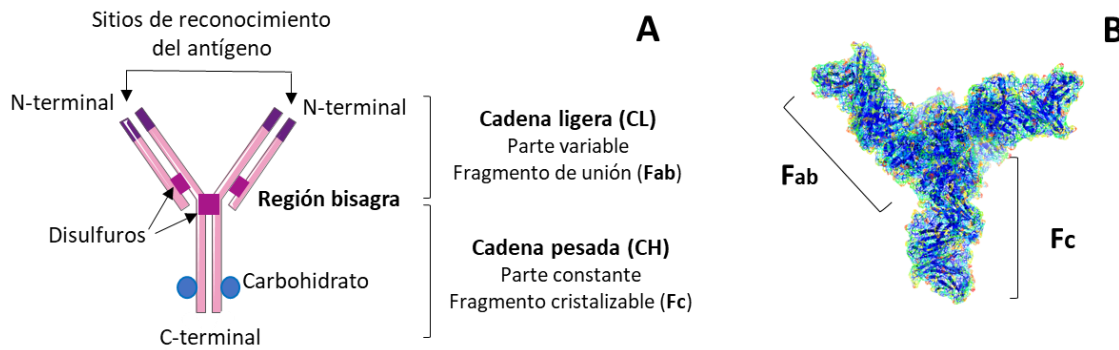 Sitios de reconocimiento
del antígeno
A
B
N-terminal
N-terminal
Cadena ligera (CL)
Parte variable
Fragmento de unión (Fab)
Fab
Región bisagra
Disulfuros
Fc
Cadena pesada (CH)
Parte constante
Fragmento cristalizable (Fc)
Carbohidrato
C-terminal